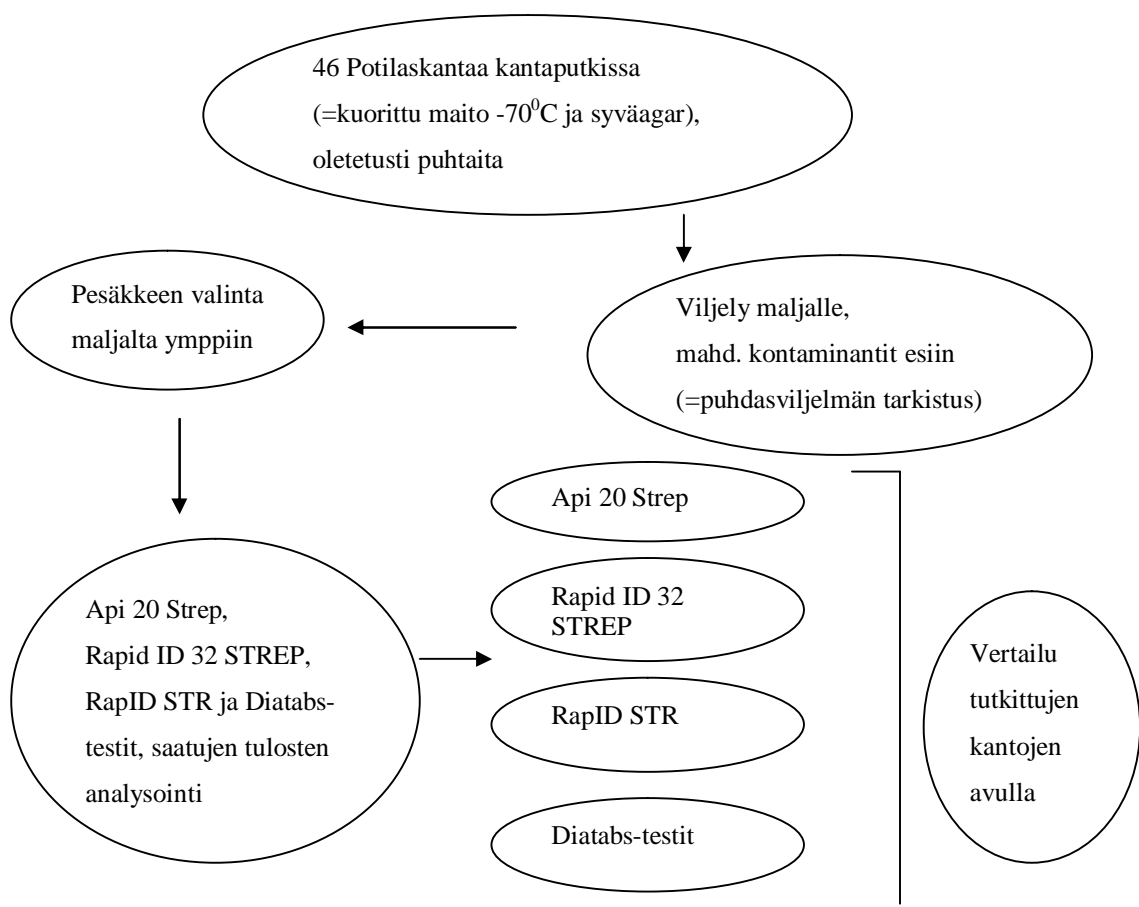 46 Potilaskantaa kantaputkissa
(=kuorittu maito -70⁰C ja syväagar),
oletetusti puhtaita
Viljely maljalle,
mahd. kontaminantit esiin
(=puhdasviljelmän tarkistus)
Pesäkkeen valinta
maljalta ymppiin
Api 20 Strep,
Rapid ID 32 STREP,
RapID STR ja Diatabs-
testit, saatujen tulosten
analysointi
Api 20 Strep
Rapid ID 32
STREP
RapID STR
Diatabs-testit
Vertailu
tutkittujen
kantojen
avulla